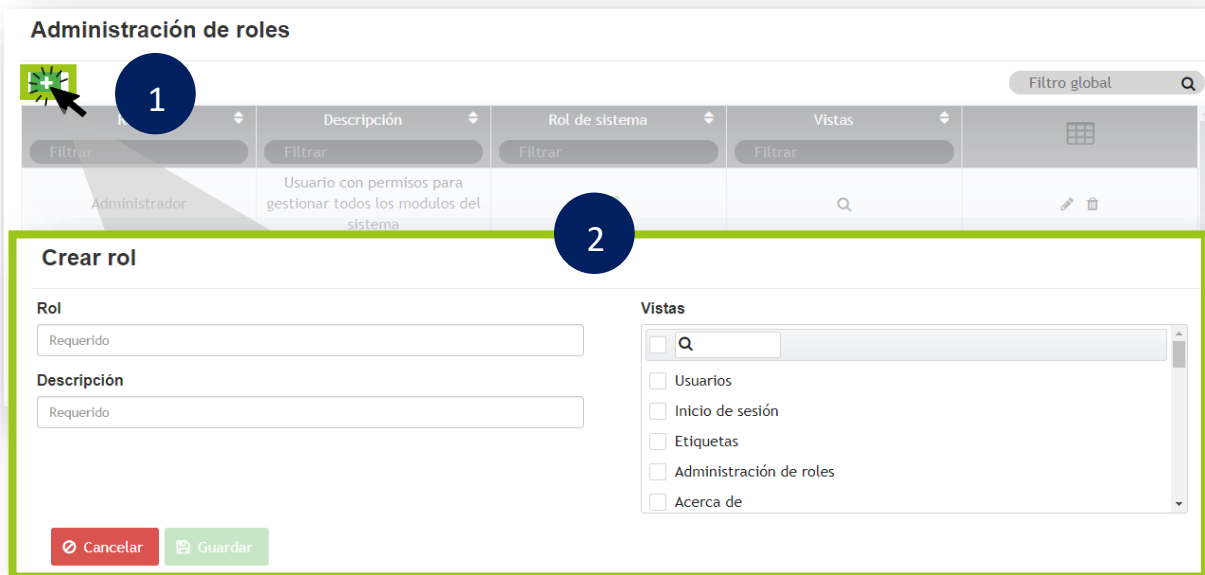 Administración de roles
1
Filtro global
Descripción
Rol de sistema
Vistas
Filtrar
Filtrar
Filtrar
Filtrar
Administrador
Usuario con permisos para
gestionar todos los modulos del
sistema
2
Crear rol
Rol
Requerido
Descripción
Requerido
Vistas
Usuarios
Inicio de sesión
Etiquetas
Administración de roles
Acerca de
Cancelar
Guardar